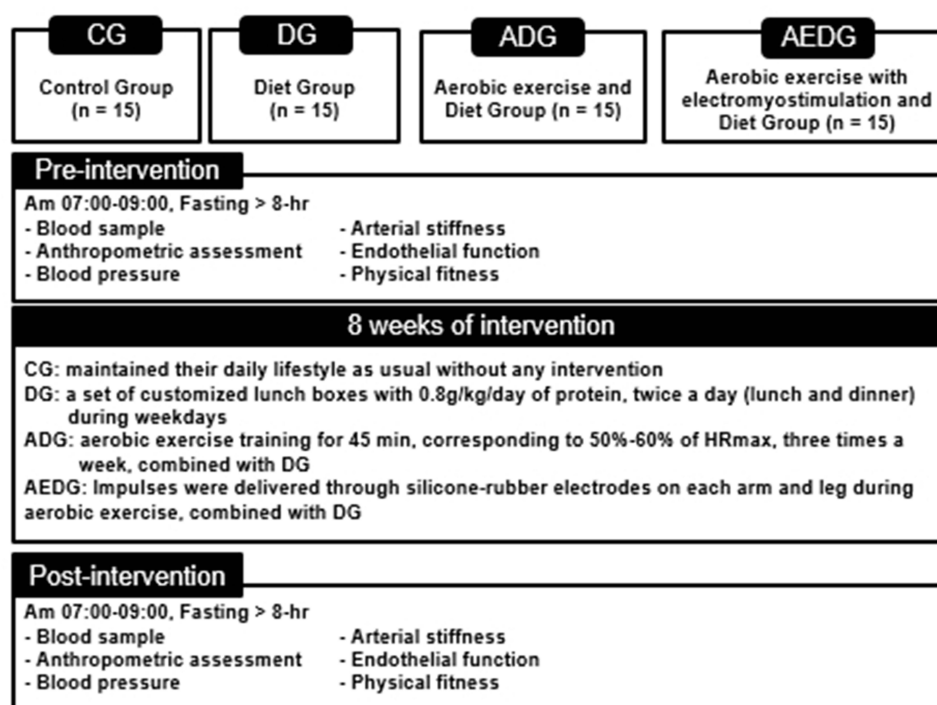 CG
Control Group
(n = 15)
DG
Diet Group
(n = 15)
ADG
Aerobic exercise and
Diet Group (n = 15)
AEDG
Aerobic exercise with
electromyostimulation and
Diet Group (n = 15)
Pre-intervention
Am 07:00-09:00, Fasting > 8-hr
- Blood sample
- Anthropometric assessment
- Blood pressure
- Arterial stiffness
- Endothelial function
- Physical fitness
8 weeks of intervention
CG: maintained their daily lifestyle as usual without any intervention
DG: a set of customized lunch boxes with 0.8g/kg/day of protein, twice a day (lunch and dinner)
during weekdays
ADG: aerobic exercise training for 45 min, corresponding to 50%-60% of HRmax, three times a
week, combined with DG
AEDG: Impulses were delivered through silicone-rubber electrodes on each arm and leg during
aerobic exercise, combined with DG
Post-intervention
Am 07:00-09:00, Fasting > 8-hr
- Blood sample
- Anthropometric assessment
- Blood pressure
- Arterial stiffness
- Endothelial function
- Physical fitness